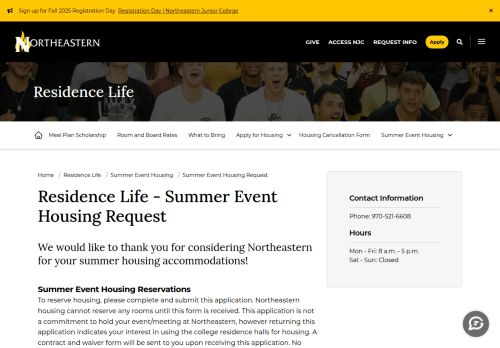 Sign up for Fall 2025 Registration Day Registration Day | Northeastern Junior College ×
NORTHEASTERN GIVE ACCESS NJC REQUEST INFO Apply
Residence Life
Meal Plan Scholarship Room and Board Rates What to Bring Apply for Housing Housing Cancellation Form Summer Event Housing
Home / Residence Life / Summer Event Housing / Summer Event Housing Request
Residence Life - Summer Event
Housing Request
We would like to thank you for considering Northeastern
for your summer housing accommodations!
Summer Event Housing Reservations
To reserve housing, please complete and submit this application. Northeastern
housing cannot reserve any rooms until this form is received. This application is not
a commitment to hold your event/meeting at Northeastern, however returning this
application indicates your interest in using the college residence halls for housing. A
contract and waiver form will be sent to you upon receiving this application. No
Contact Information
Phone: 970-521-6608
Hours
Mon - Fri: 8 a.m. - 5 p.m.
Sat - Sun: Closed